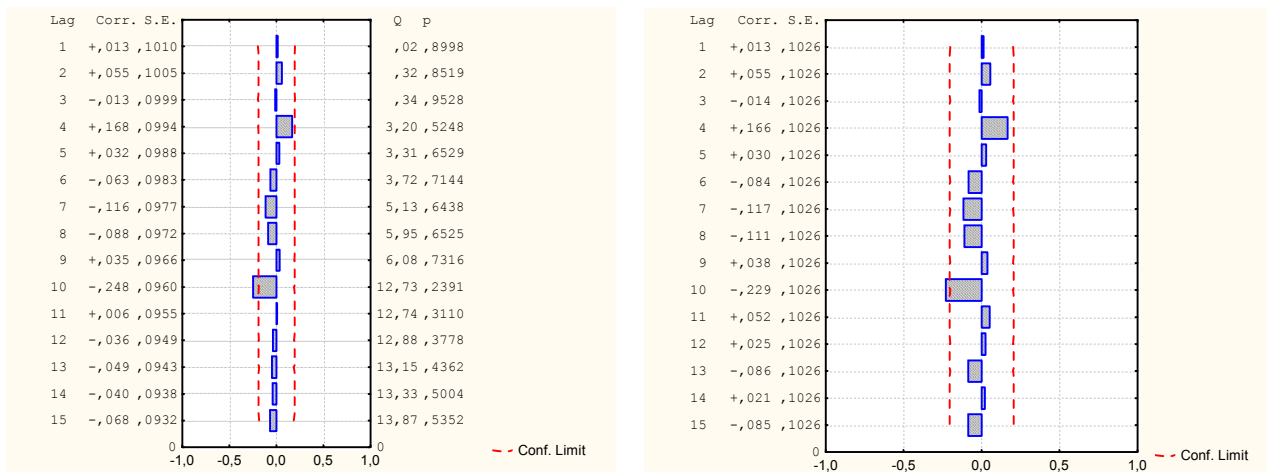 Lag Corr. S.E. Q p
1 +,013 ,1010 ,02 ,8998
2 +,055 ,1005 ,32 ,8519
3 -,013 ,0999 ,34 ,9528
4 +,168 ,0994 3,20 ,5248
5 +,032 ,0988 3,31 ,6529
6 -,063 ,0983 3,72 ,7144
7 -,116 ,0977 5,13 ,6438
8 -,088 ,0972 5,95 ,6525
9 +,035 ,0966 6,08 ,7316
10 -,248 ,0960 12,73 ,2391
11 +,006 ,0955 12,74 ,3110
12 -,036 ,0949 12,88 ,3778
13 -,049 ,0943 13,15 ,4362
14 -,040 ,0938 13,33 ,5004
15 -,068 ,0932 13,87 ,5352
0 0
-1,0 -0,5 0,0 0,5 1,0
Conf. Limit
Lag Corr. S.E.
1 +,013 ,1026
2 +,055 ,1026
3 -,014 ,1026
4 +,166 ,1026
5 +,030 ,1026
6 -,084 ,1026
7 -,117 ,1026
8 -,111 ,1026
9 +,038 ,1026
10 -,229 ,1026
11 +,052 ,1026
12 +,025 ,1026
13 -,086 ,1026
14 +,021 ,1026
15 -,085 ,1026
0
-1,0 -0,5 0,0 0,5 1,0
Conf. Limit